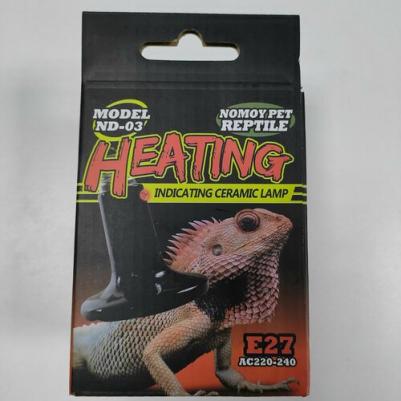 MODEL
ND-03
NOMOY PET
REPTILE
HEATING
INDICATING CERAMIC LAMP
E27
AC220-240